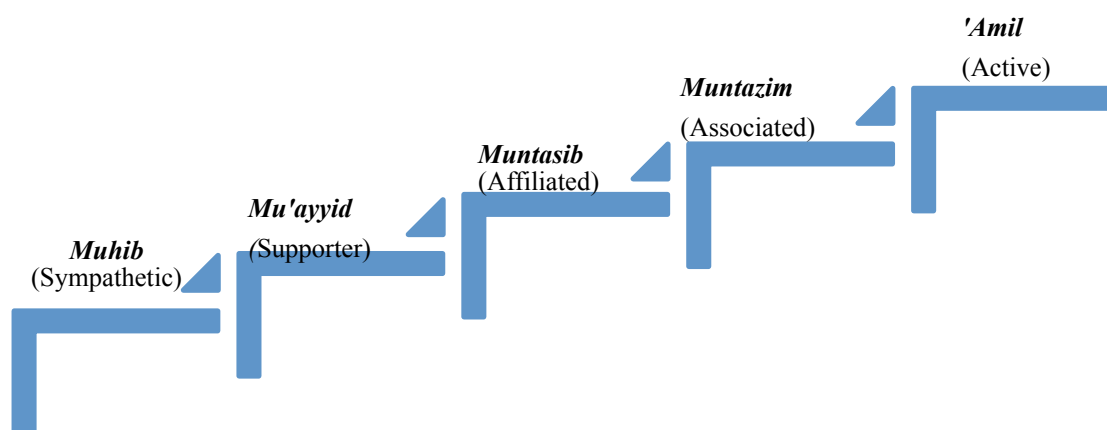 Muhib
(Sympathetic)
Mu'ayyid
(Supporter)
Muntasib
(Affiliated)
Muntazim
(Associated)
'Amil
(Active)